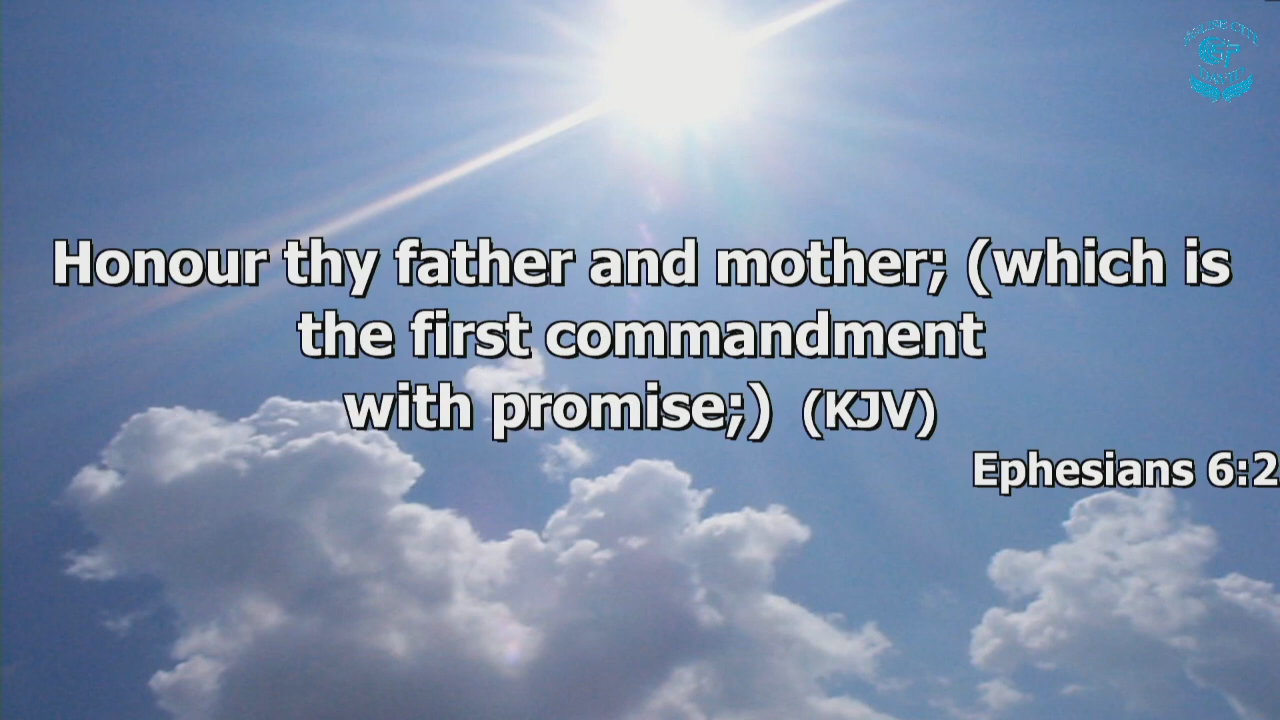 Honour thy father and mother; (which is
the first commandment
with promise;) (KJV)
Ephesians 6:2